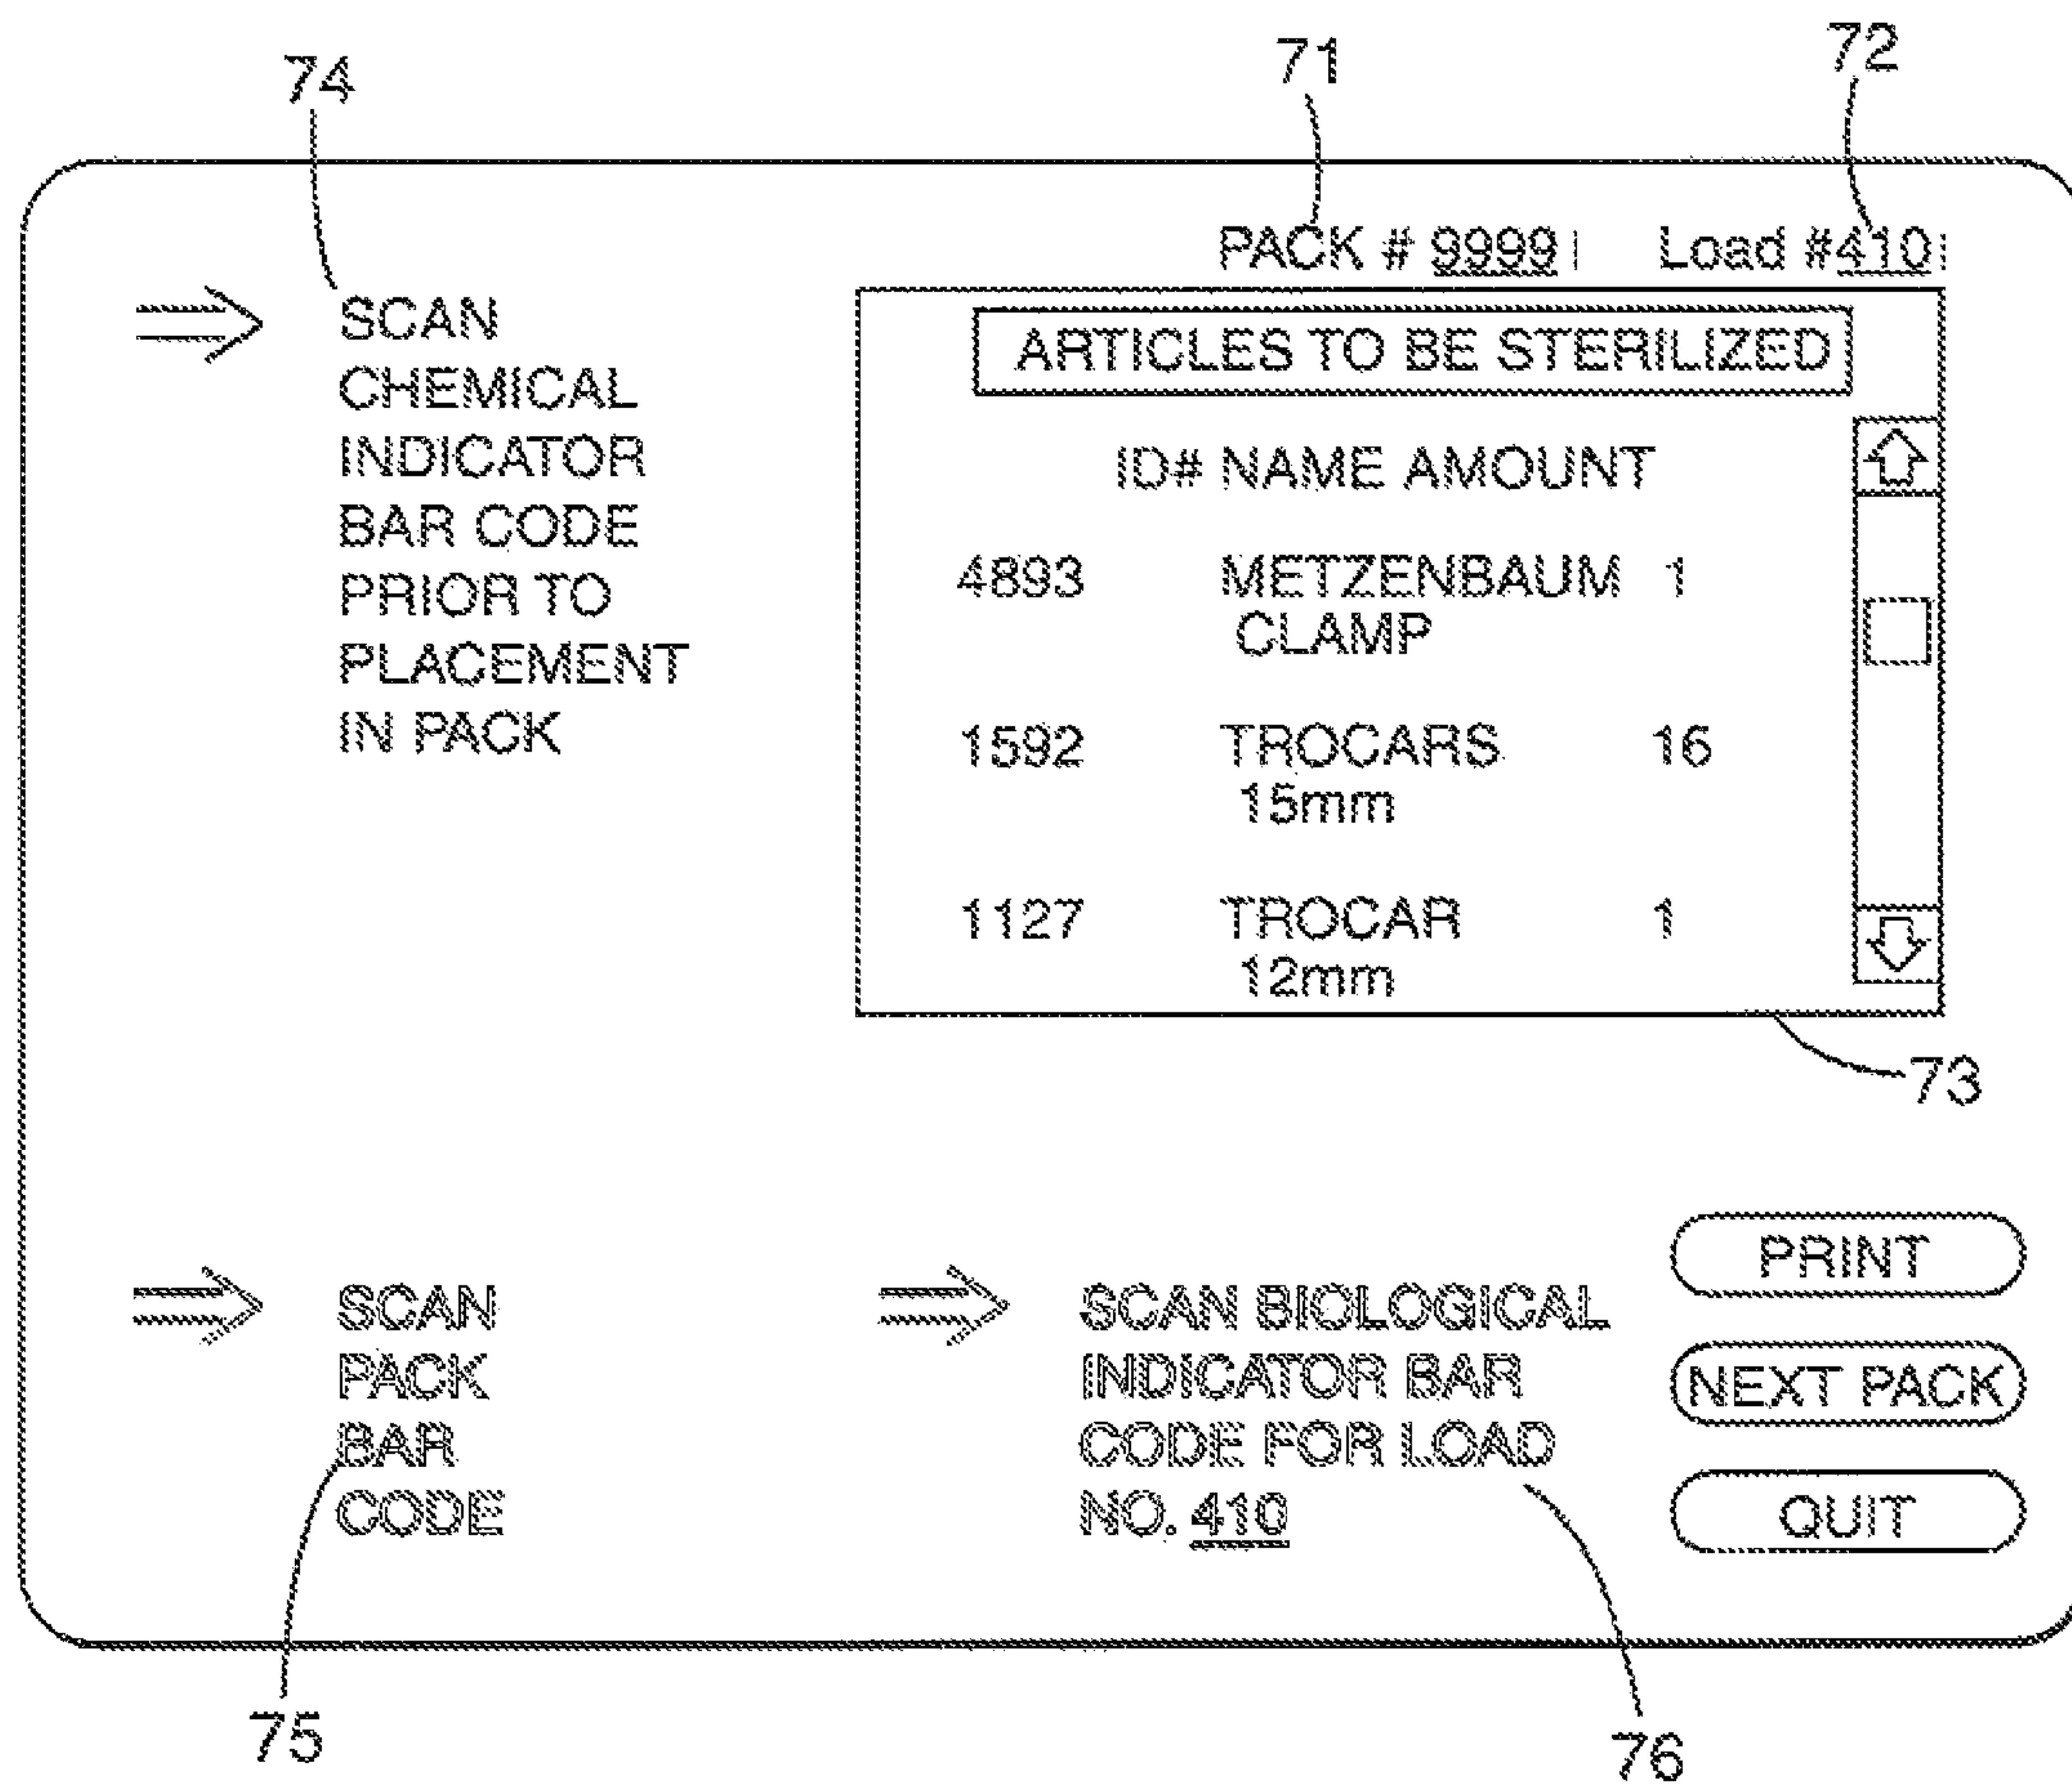 74
71
72
PACK # 9999
Load #410
SCAN
CHEMICAL
INDICATOR
BAR CODE
PRIOR TO
PLACEMENT
IN PACK
ARTICLES TO BE STERILIZED
ID# NAME AMOUNT
4893 METZENBAUM 1
CLAMP
1592 TROCARS 16
15mm
1127 TROCAR 1
12mm
73
SCAN
PACK
BAR
CODE
SCAN BIOLOGICAL
INDICATOR BAR
CODE FOR LOAD
NO. 410
PRINT
NEXT PACK
QUIT
75
76